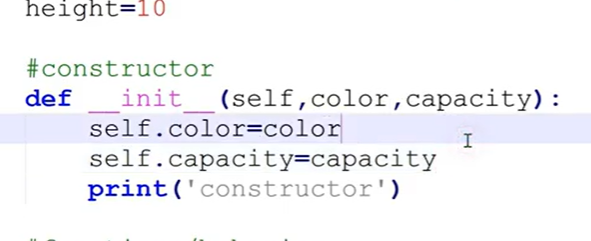 height=10
#constructor
def __init__(self,color,capacity):
self.color=color
self.capacity=capacity
print('constructor')